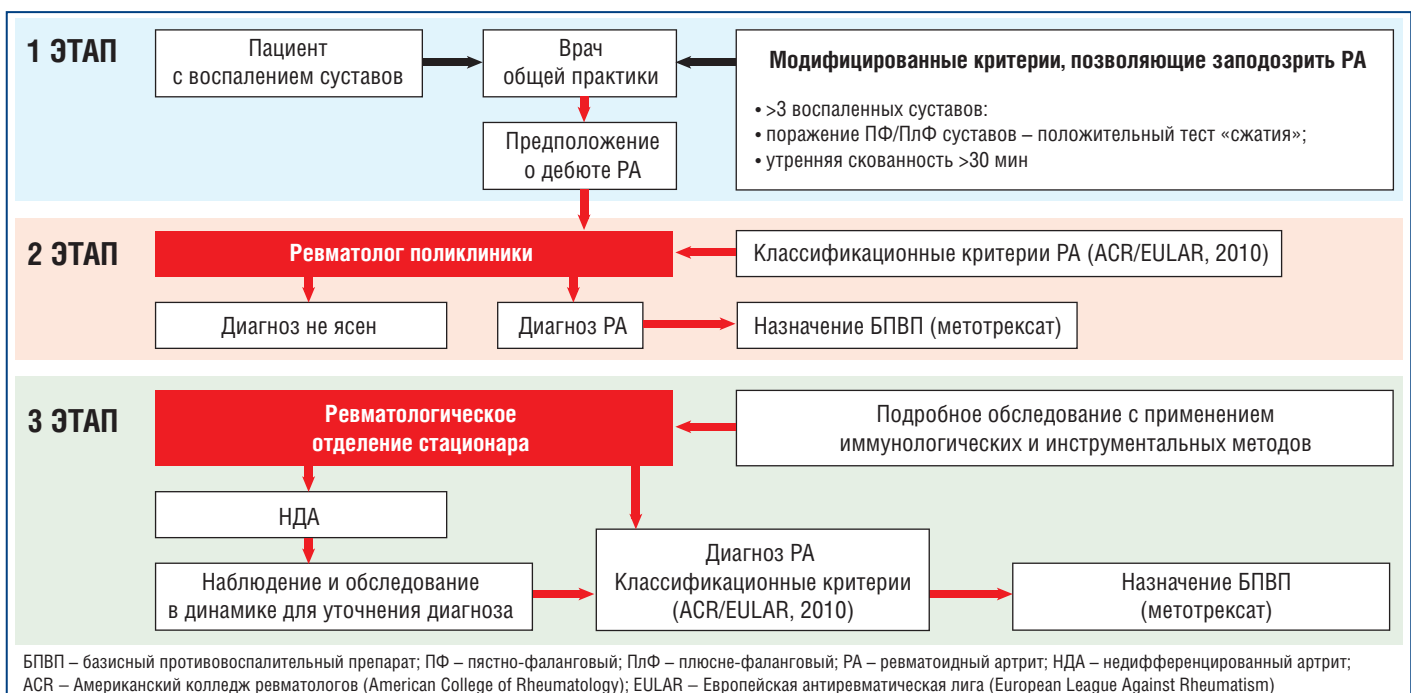 1 ЭТАП
Пациент
с воспалением суставов
Врач
общей практики
Модифицированные критерии, позволяющие заподозрить РА
• >3 воспаленных суставов:
• поражение ПФ/ПлФ суставов – положительный тест «сжатия»;
• утренняя скованность >30 мин
Предположение
о дебюте РА
2 ЭТАП
Ревматолог поликлиники
Классификационные критерии РА (ACR/EULAR, 2010)
Диагноз не ясен
Диагноз РА
Назначение БПВП (метотрексат)
3 ЭТАП
Ревматологическое
отделение стационара
Подробное обследование с применением
иммунологических и инструментальных методов
НДА
Наблюдение и обследование
в динамике для уточнения диагноза
Диагноз РА
Классификационные критерии
(ACR/EULAR, 2010)
Назначение БПВП
(метотрексат)
БПВП – базисный противовоспалительный препарат; ПФ – пястно-фаланговый; ПлФ – плюсне-фаланговый; РА – ревматоидный артрит; НДА – недифференцированный артрит;
ACR – Американский колледж ревматологов (American College of Rheumatology); EULAR – Европейская антиревматическая лига (European League Against Rheumatism)